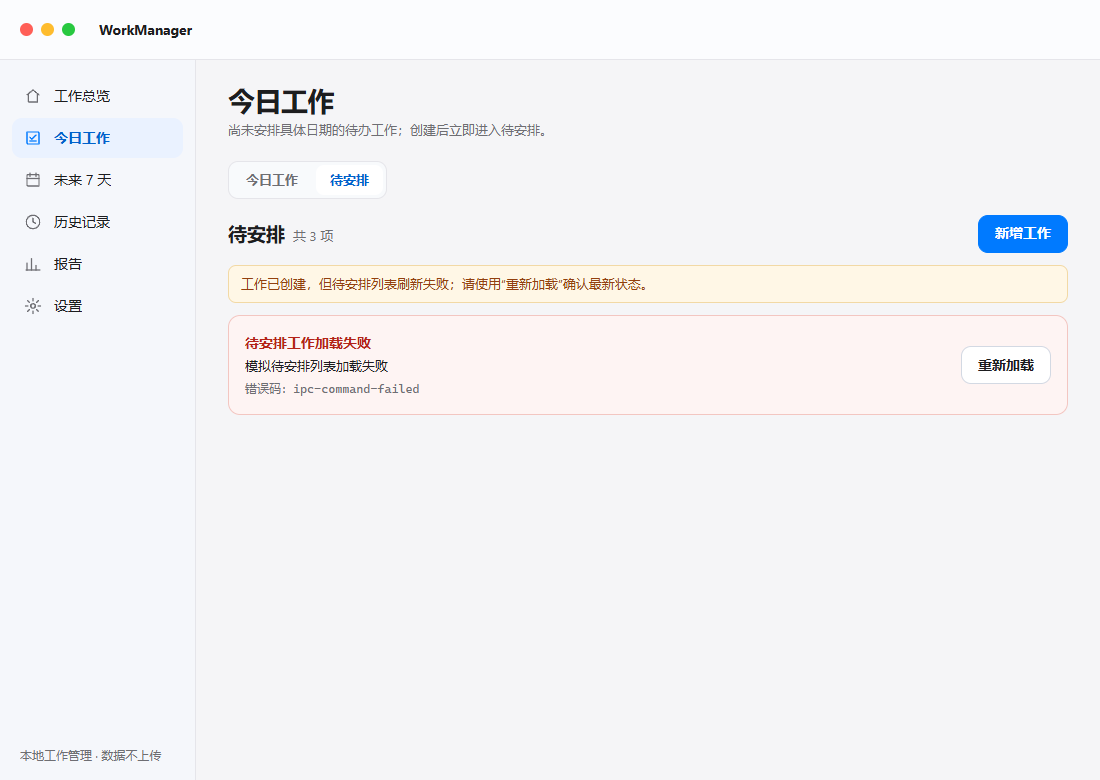 WorkManager
工作总览
今日工作
未来 7 天
历史记录
报告
设置
本地工作管理 · 数据不上传
今日工作
尚未安排具体日期的待办工作；创建后立即进入待安排。
今日工作 待安排
待安排 共 3 项
新增工作
工作已创建，但待安排列表刷新失败；请使用“重新加载”确认最新状态。
待安排工作加载失败
模拟待安排列表加载失败
错误码：ipc-command-failed
重新加载